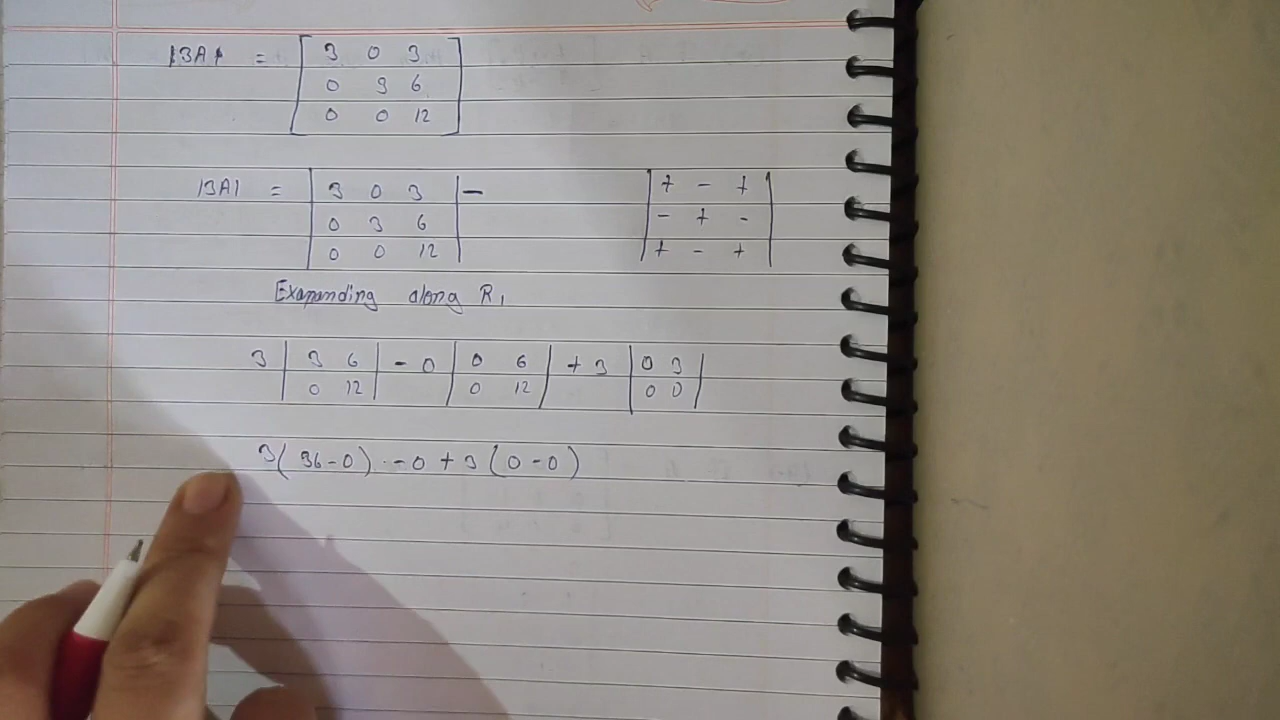 |3A| = [ 3 0 3
0 3 6
0 0 12 ]
|3A| = | 3 0 3 | –
0 3 6
0 0 12 |
| + - +
- + -
+ - + |
Exapanding along R₁
3 | 3 6 | - 0 | 0 6 | + 3 | 0 3 |
| 0 12 | | 0 12 | | 0 0 |
3( 36-0) - 0 + 3 ( 0 - 0 )